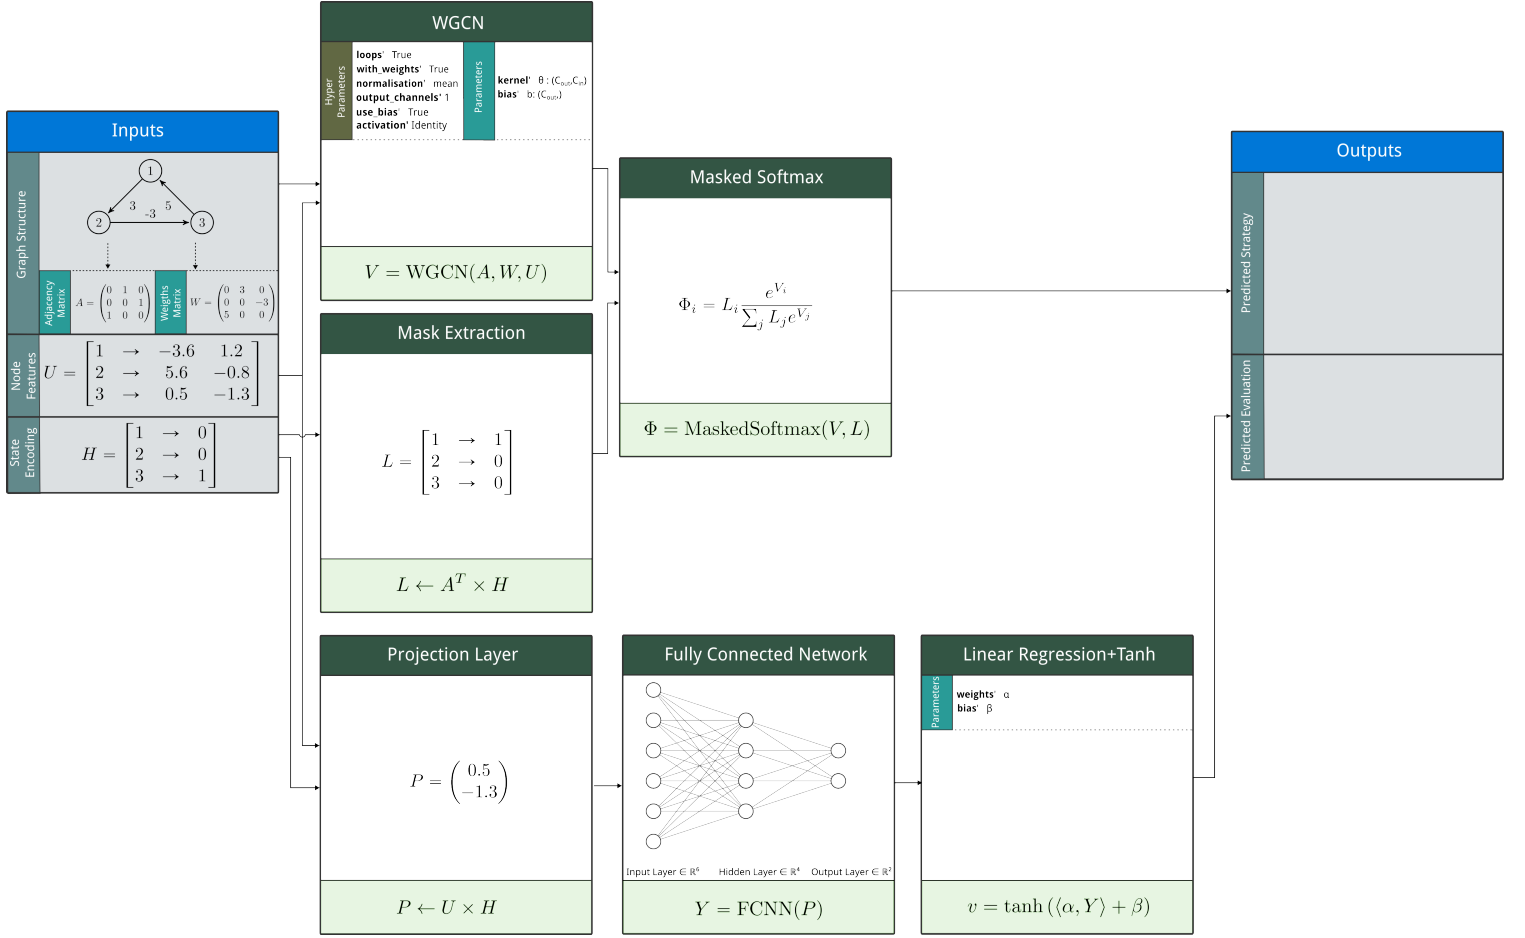 Inputs
Graph Structure
1
2
3
3
5
-3
Adjacency
Matrix
A = (0 1 0
0 0 1
1 0 0)
Weigths
Matrix
W = (0 3 0
0 0 −3
5 0 0)
Node
Features
U = [1 → −3.6 1.2
2 → 5.6 −0.8
3 → 0.5 −1.3]
State
Encoding
H = [1 → 0
2 → 0
3 → 1]
WGCN
Hyper
Parameters
loops' True
with_weights' True
normalisation' mean
output_channels' 1
use_bias' True
activation' Identity
Parameters
kernel' θ : (C_out,C_in)
bias' b: (C_out,)
V = WGCN(A, W, U)
Mask Extraction
L = [1 → 1
2 → 0
3 → 0]
L ← A^T × H
Masked Softmax
Φ_i = L_i e^{V_i} / ∑_j L_j e^{V_j}
Φ = MaskedSoftmax(V, L)
Projection Layer
P = (0.5
−1.3)
P ← U × H
Fully Connected Network
Input Layer ∈ ℝ⁶ Hidden Layer ∈ ℝ⁴ Output Layer ∈ ℝ²
Y = FCNN(P)
Linear Regression+Tanh
Parameters
weights' α
bias' β
v = tanh (⟨α, Y⟩ + β)
Outputs
Predicted Strategy
Predicted Evaluation